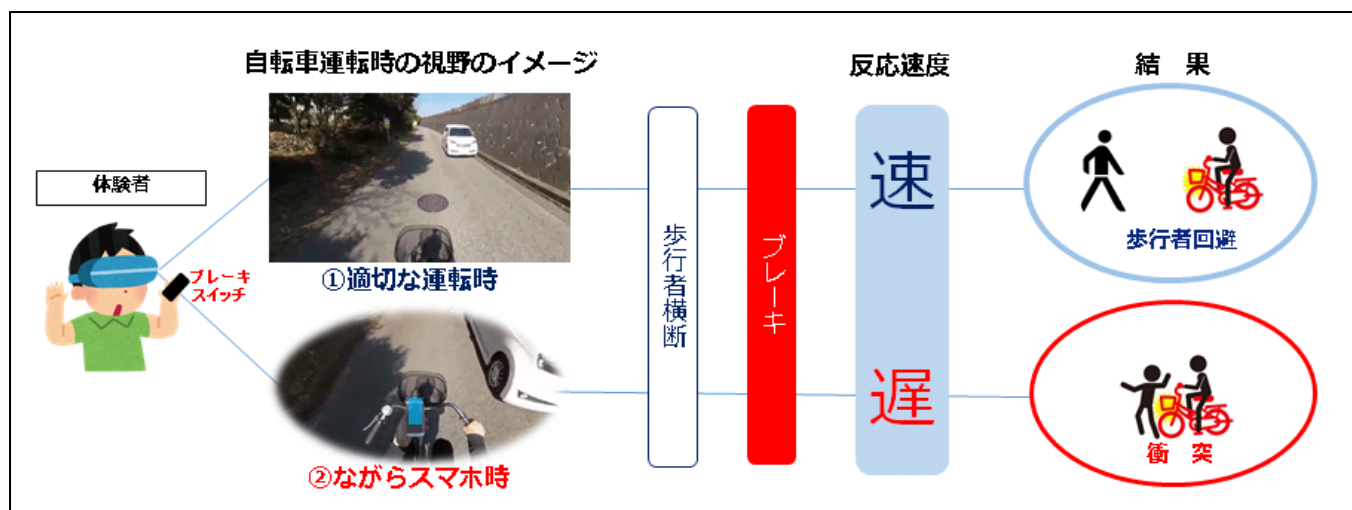 自転車運転時の視野のイメージ
反応速度
結　果
体験者
ブレーキ
スイッチ
①適切な運転時
②ながらスマホ時
歩行者横断
ブレーキ
速
遅
歩行者回避
衝　突